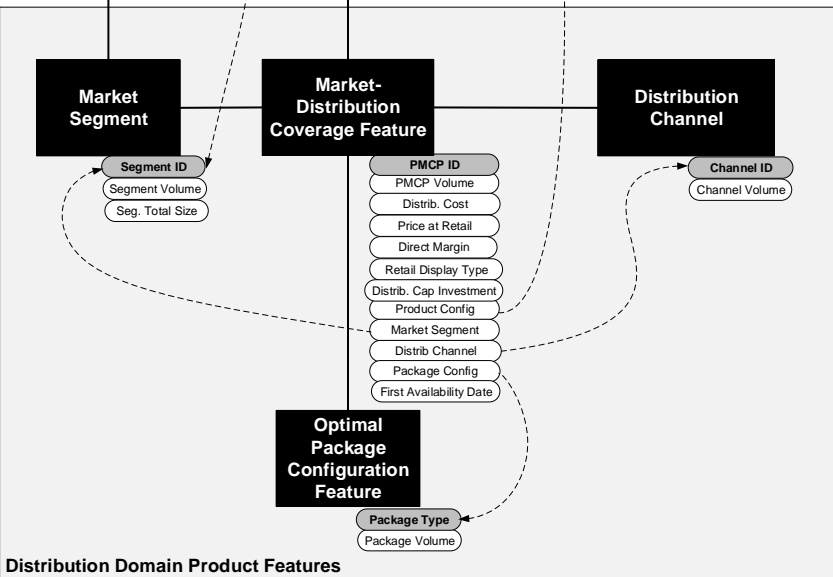 Market
Segment
Market-
Distribution
Coverage Feature
Distribution
Channel
Segment ID
Segment Volume
Seg. Total Size
PMCP ID
PMCP Volume
Distrib. Cost
Price at Retail
Direct Margin
Retail Display Type
Distrib. Cap Investment
Product Config
Market Segment
Distrib Channel
Package Config
First Availability Date
Channel ID
Channel Volume
Optimal
Package
Configuration
Feature
Package Type
Package Volume
Distribution Domain Product Features